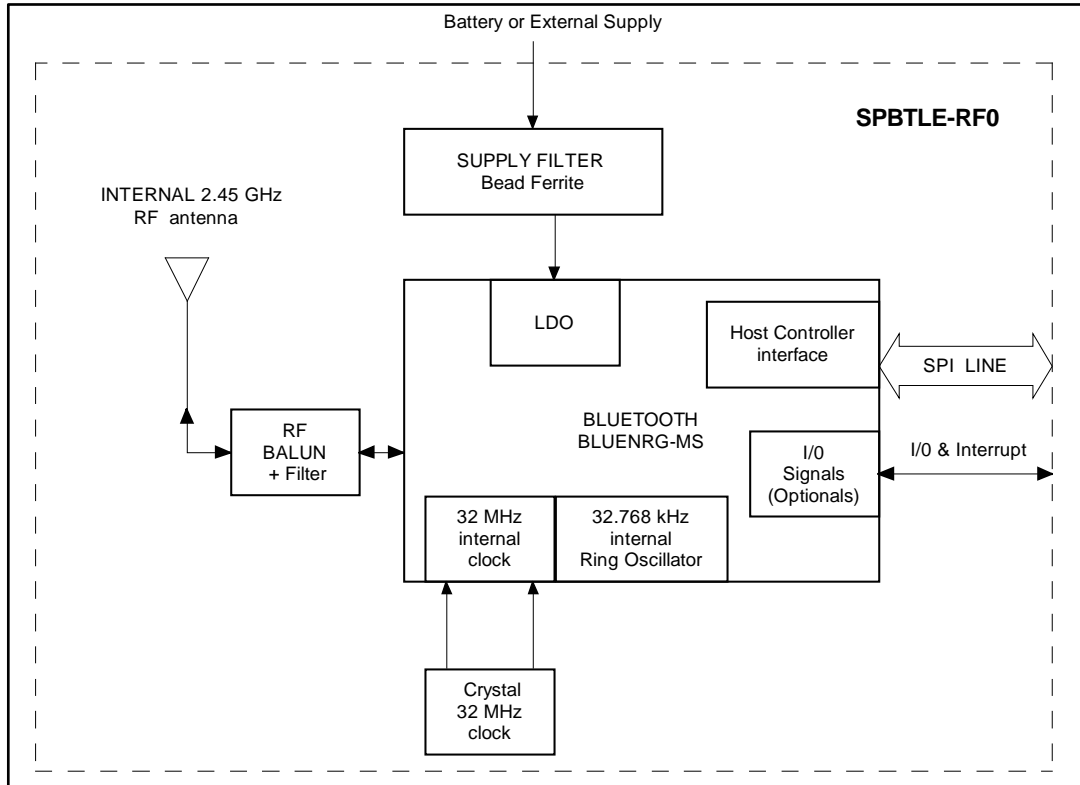 Battery or External Supply
SPBTLE-RF0
SUPPLY FILTER
Bead Ferrite
INTERNAL 2.45 GHz
RF antenna
LDO
Host Controller
interface
SPI LINE
BLUETOOTH
BLUENRG-MS
RF
BALUN
+ Filter
I/0
Signals
(Optionals)
I/0 & Interrupt
32 MHz
internal
clock
32.768 kHz
internal
Ring Oscillator
Crystal
32 MHz
clock